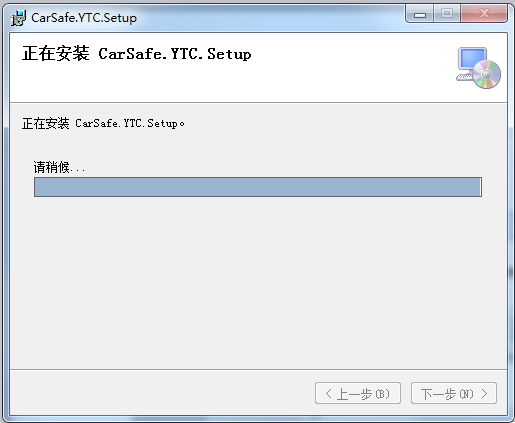 CarSafe.YTC.Setup
正在安装 CarSafe.YTC.Setup
正在安装 CarSafe.YTC.Setup。
请稍候...
< 上一步(B)
下一步(N) >